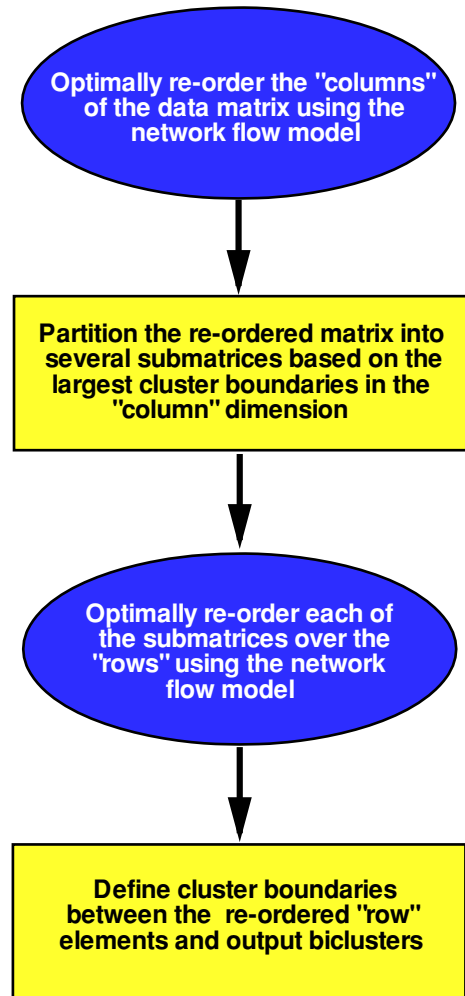 Optimally re-order the "columns"
of the data matrix using the
network flow model
Partition the re-ordered matrix into
several submatrices based on the
largest cluster boundaries in the
"column" dimension
Optimally re-order each of
the submatrices over the
"rows" using the network
flow model
Define cluster boundaries
between the re-ordered "row"
elements and output biclusters